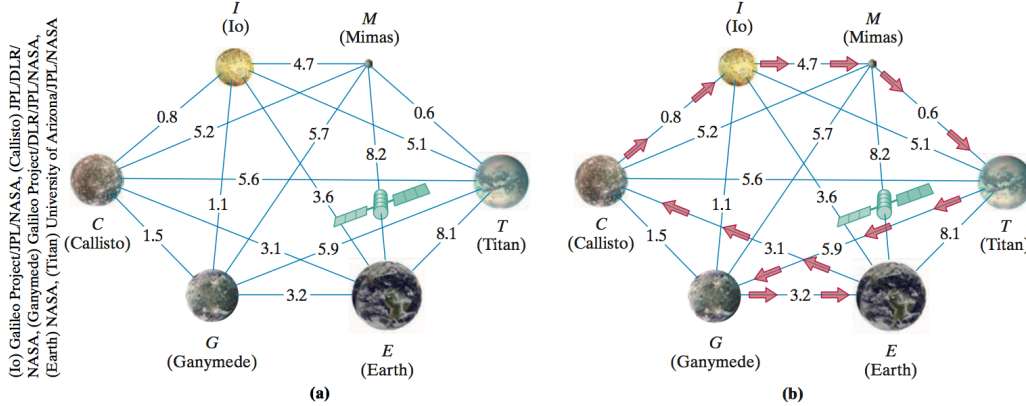 (Io) Galileo Project/JPL/NASA, (Callisto) JPL/DLR/
NASA, (Ganymede) Galileo Project/DLR/JPL/NASA,
(Earth) NASA, (Titan) University of Arizona/JPL/NASA
I
(Io)
M
(Mimas)
4.7
0.8
5.2
5.7
0.6
8.2
5.1
5.6
C
(Callisto)
T
(Titan)
1.1
3.6
1.5
3.1
5.9
8.1
3.2
G
(Ganymede)
E
(Earth)
(a)
I
(Io)
M
(Mimas)
4.7
0.8
5.2
5.7
0.6
8.2
5.1
5.6
C
(Callisto)
T
(Titan)
1.1
3.6
1.5
3.1
5.9
8.1
3.2
G
(Ganymede)
E
(Earth)
(b)